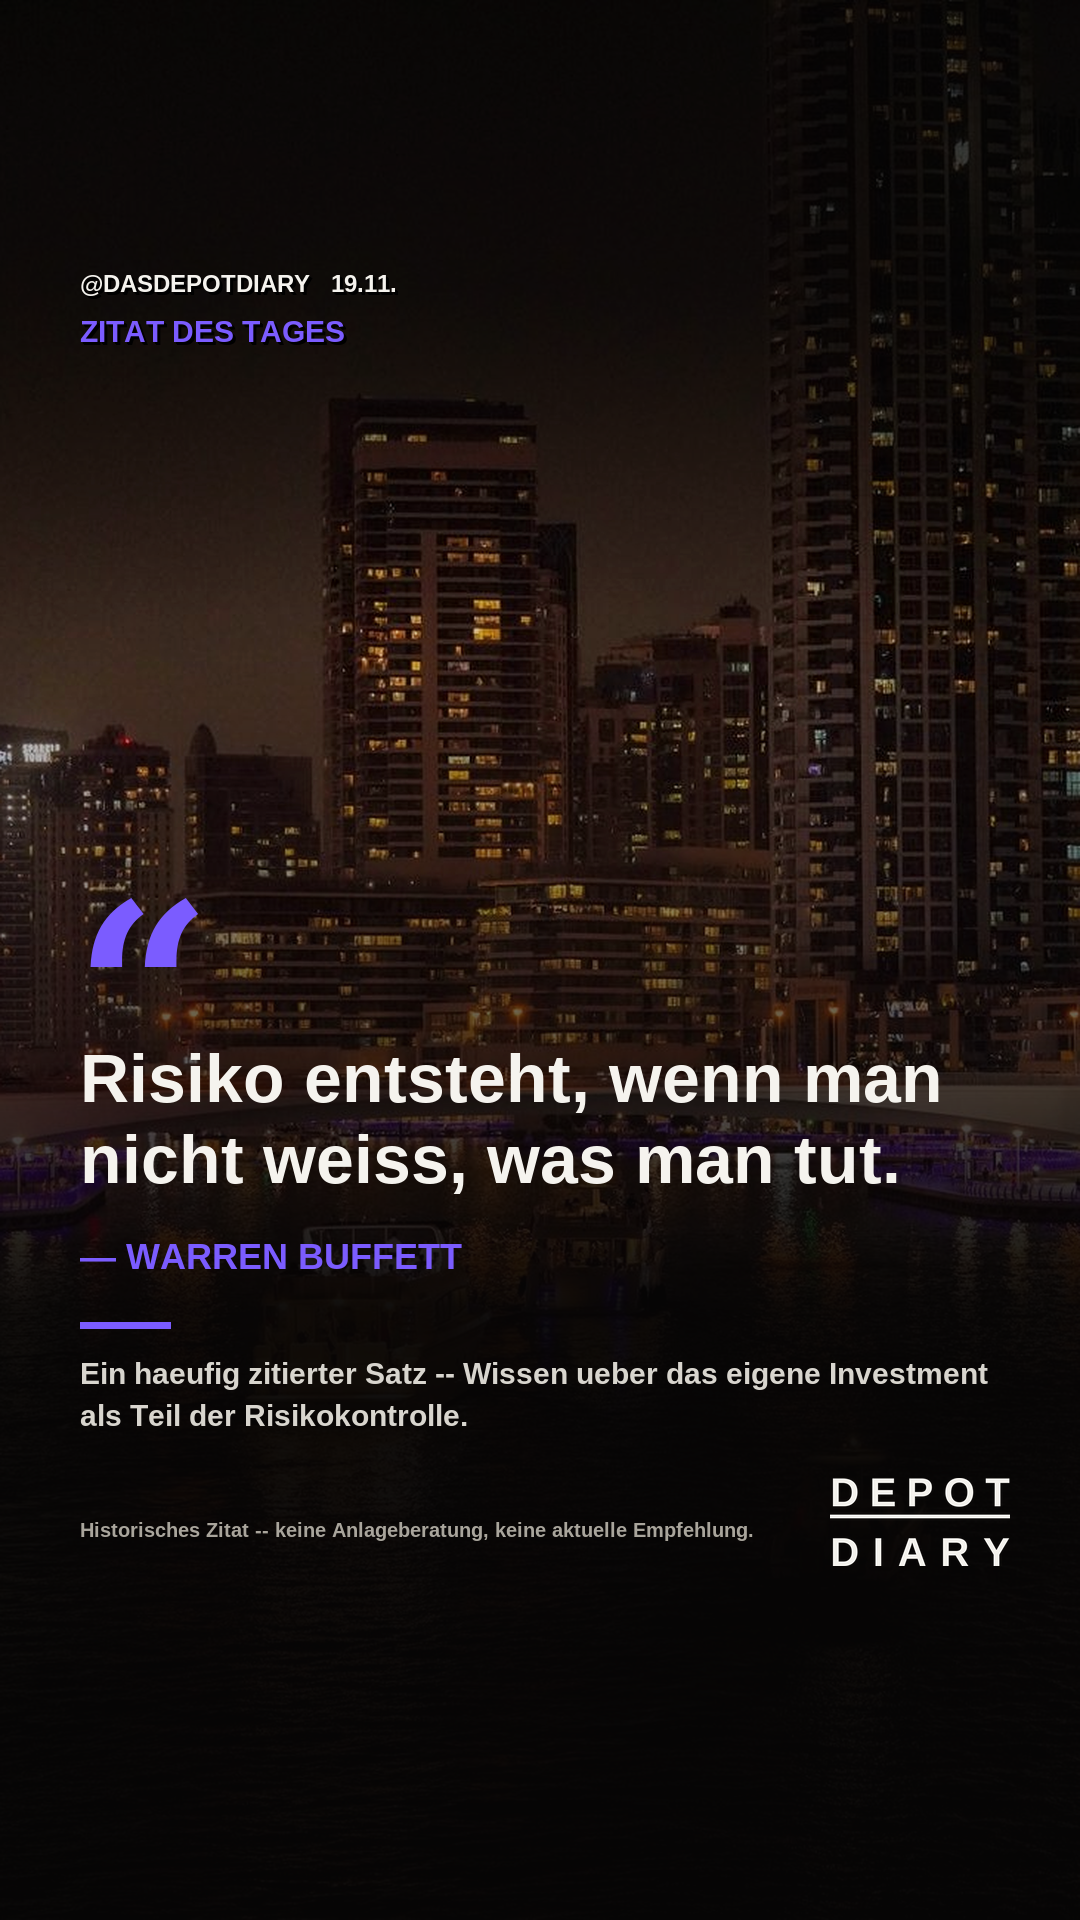 @DASDEPOTDIARY 19.11.
ZITAT DES TAGES
“
Risiko entsteht, wenn man
nicht weiss, was man tut.
— WARREN BUFFETT
Ein haeufig zitierter Satz -- Wissen ueber das eigene Investment
als Teil der Risikokontrolle.
Historisches Zitat -- keine Anlageberatung, keine aktuelle Empfehlung.
DEPOT
DIARY